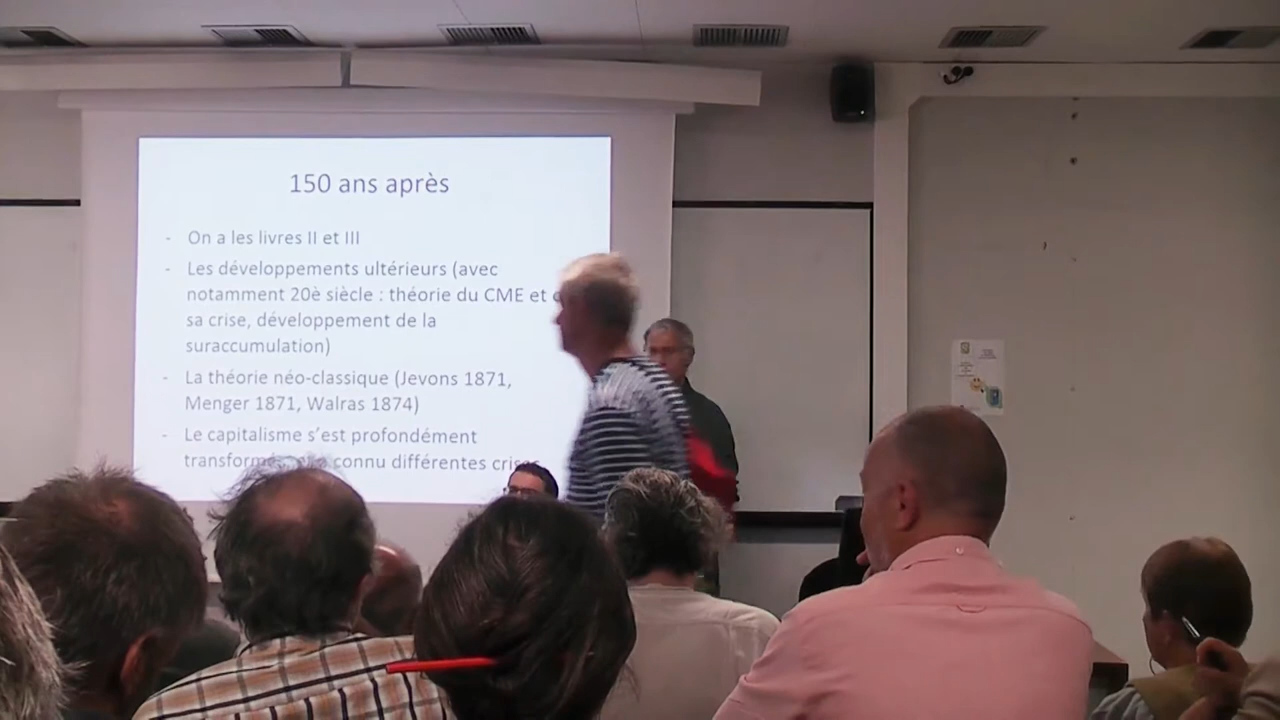 150 ans après
- On a les livres II et III
- Les développements ultérieurs (avec
notamment 20è siècle : théorie du CME et
sa crise, développement de la
suraccumulation)
- La théorie néo-classique (Jevons 1871,
Menger 1871, Walras 1874)
- Le capitalisme s'est profondément
connu différentes